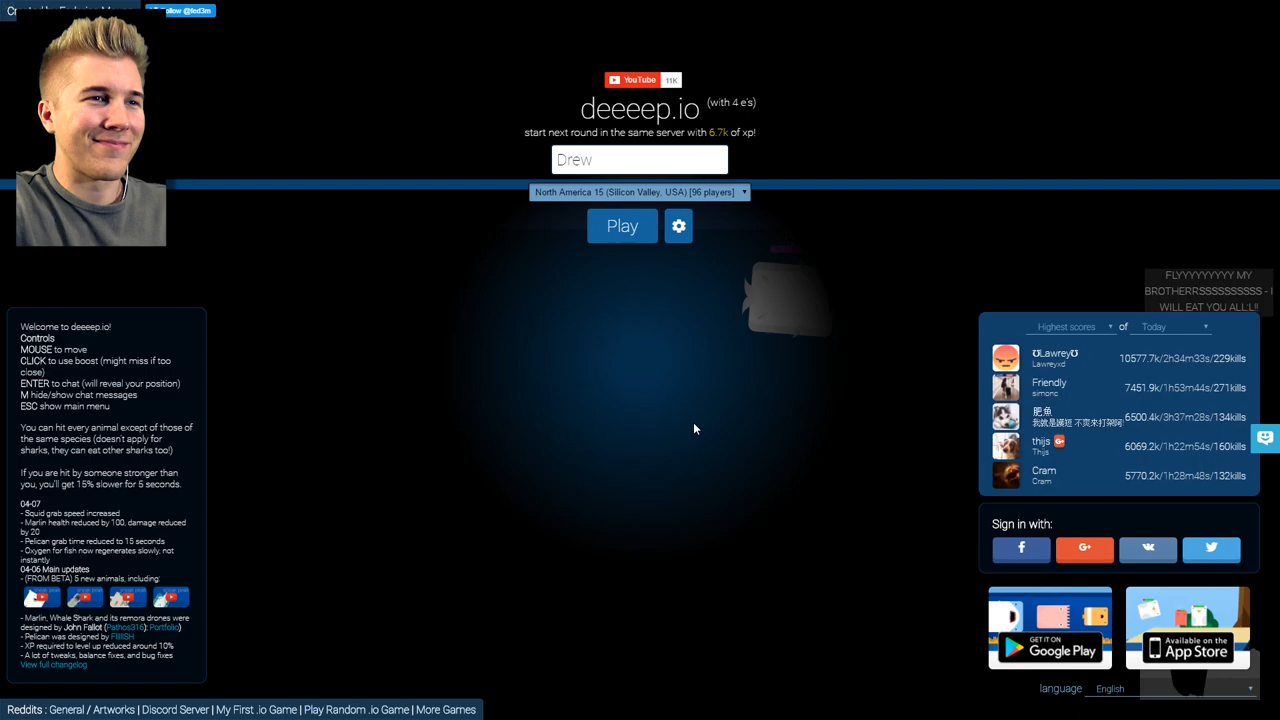 Follow @fed3m
YouTube 11K
deeeep.io (with 4 e's)
start next round in the same server with 6.7k of xp!
Drew
North America 15 (Silicon Valley, USA) [96 players]
Play
FLYYYYYYYYY MY
BROTHERRSSSSSSSSSS - I
WILL EAT YOU ALL'L!!
Welcome to deeeep.io!
Controls
MOUSE to move
CLICK to use boost (might miss if too
close)
ENTER to chat (will reveal your position)
M hide/show chat messages
ESC show main menu
You can hit every animal except of those of
the same species (doesn't apply for
sharks, they can eat other sharks too!)
If you are hit by someone stronger than
you, you'll get 15% slower for 5 seconds.
04-07
- Squid grab speed increased
- Marlin health reduced by 100, damage reduced
by 20
- Pelican grab time reduced to 15 seconds
- Oxygen for fish now regenerates slowly, not
instantly
04-06 Main updates
- (FROM BETA) 5 new animals, including:
- Marlin, Whale Shark and its remora drones were
designed by John Fallot (Pathos316): Portfolio)
- Pelican was designed by
- XP required to level up reduced around 10%
- A lot of tweaks, balance fixes, and bug fixes
View full changelog
Highest scores of Today
ƱLawreyƱ 10577.7k/2h34m33s/229kills
Lawreyxd
Friendly 7451.9k/1h53m44s/271kills
simonc
肥魚 6500.4k/3h37m28s/134kills
我就是護短 不爽來打架阿
thijs G+ 6069.2k/1h22m54s/160kills
Thijs
Cram 5770.2k/1h28m48s/132kills
Cram
Sign in with:
GET IT ON
Google Play
Available on the
App Store
language English
Reddits : General / Artworks | Discord Server | My First .io Game | Play Random .io Game | More Games